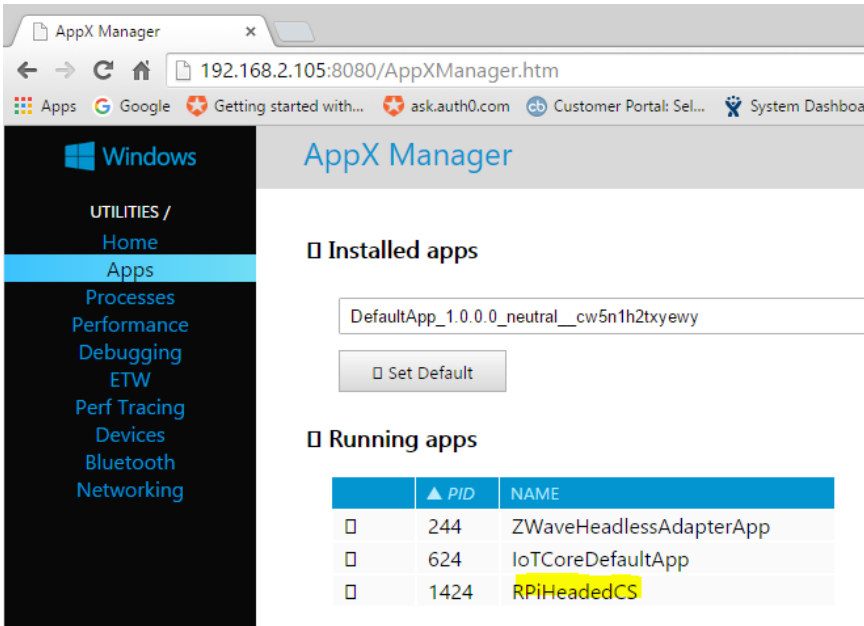 AppX Manager
192.168.2.105:8080/AppXManager.htm
Apps Google Getting started with... ask.auth0.com Customer Portal: Sel... System Dashboa
Windows
AppX Manager
UTILITIES /
Home
Apps
Processes
Performance
Debugging
ETW
Perf Tracing
Devices
Bluetooth
Networking
Installed apps
DefaultApp_1.0.0.0_neutral__cw5n1h2txyewy
Set Default
Running apps
▲ PID NAME
244 ZWaveHeadlessAdapterApp
624 IoTCoreDefaultApp
1424 RPiHeadedCS